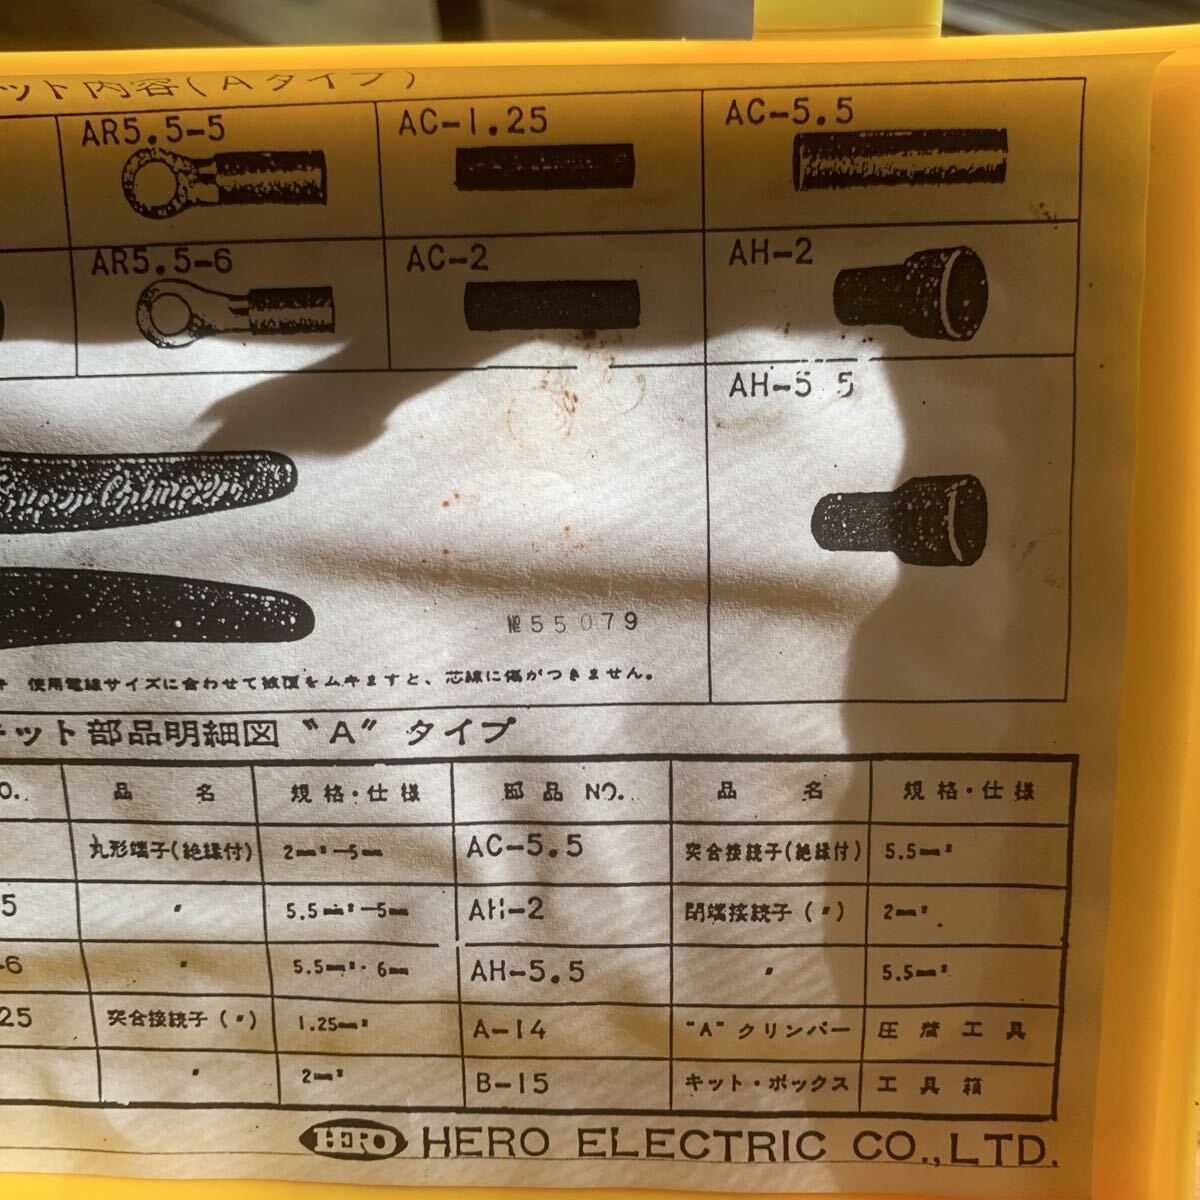 ット内容(Aタイプ)
AR5.5-5
AC-1.25
AC-5.5
AR5.5-6
AC-2
AH-2
AH-5 5
№55079
使用電線サイズに合わせて被覆をムキますと、芯線に傷がつきません。
キット部品明細図 "A" タイプ
O. 品 名 規格・仕様 部品 NO. 品 名 規格・仕様
丸形端子(絶縁付) 2mm²-5mm AC-5.5 突合接続子(絶縁付) 5.5mm²
5 〃 5.5mm²-5mm AH-2 閉端接続子(〃) 2mm²
-6 〃 5.5mm²・6mm AH-5.5 〃 5.5mm²
25 突合接続子(〃) 1.25mm² A-14 "A"クリンパー 圧着工具
〃 2mm² B-15 キット・ボックス 工具箱
HERO HERO ELECTRIC CO.,LTD.